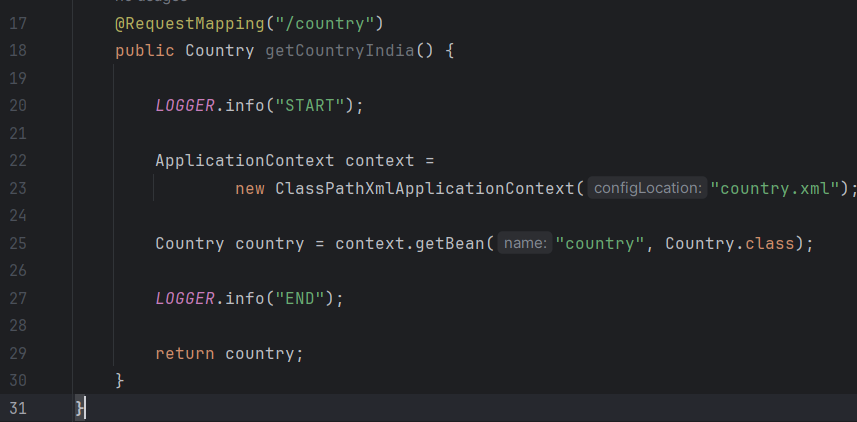 no usages
17 @RequestMapping("/country")
18 public Country getCountryIndia() {
19
20 LOGGER.info("START");
21
22 ApplicationContext context =
23 new ClassPathXmlApplicationContext( configLocation: "country.xml");
24
25 Country country = context.getBean( name: "country", Country.class);
26
27 LOGGER.info("END");
28
29 return country;
30 }
31 }